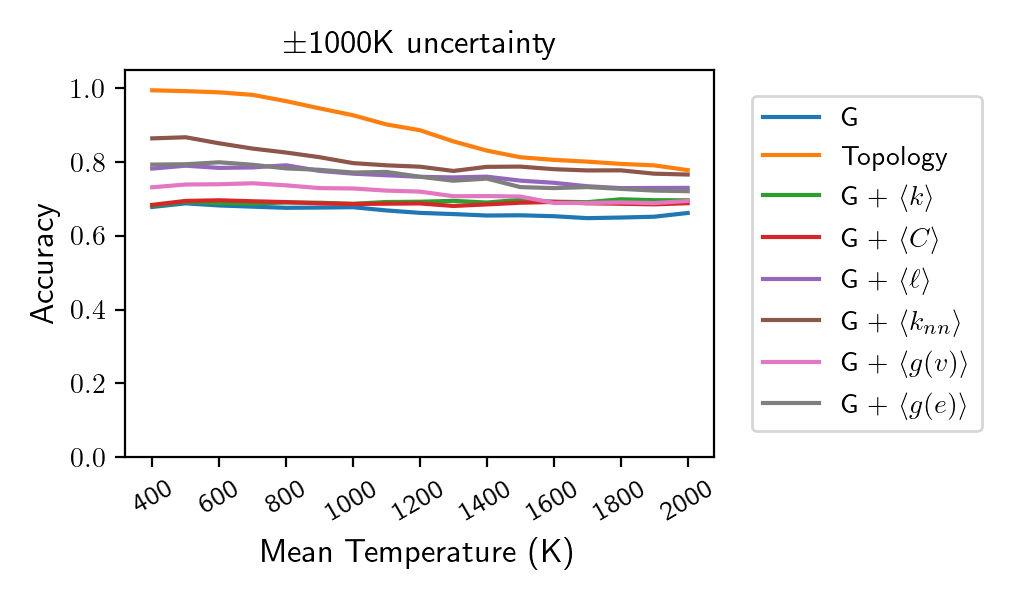 ±1000K uncertainty
1.0
0.8
0.6
0.4
0.2
0.0
Accuracy
400 600 800 1000 1200 1400 1600 1800 2000
Mean Temperature (K)
G
Topology
G + ⟨k⟩
G + ⟨C⟩
G + ⟨ℓ⟩
G + ⟨kₙₙ⟩
G + ⟨g(v)⟩
G + ⟨g(e)⟩